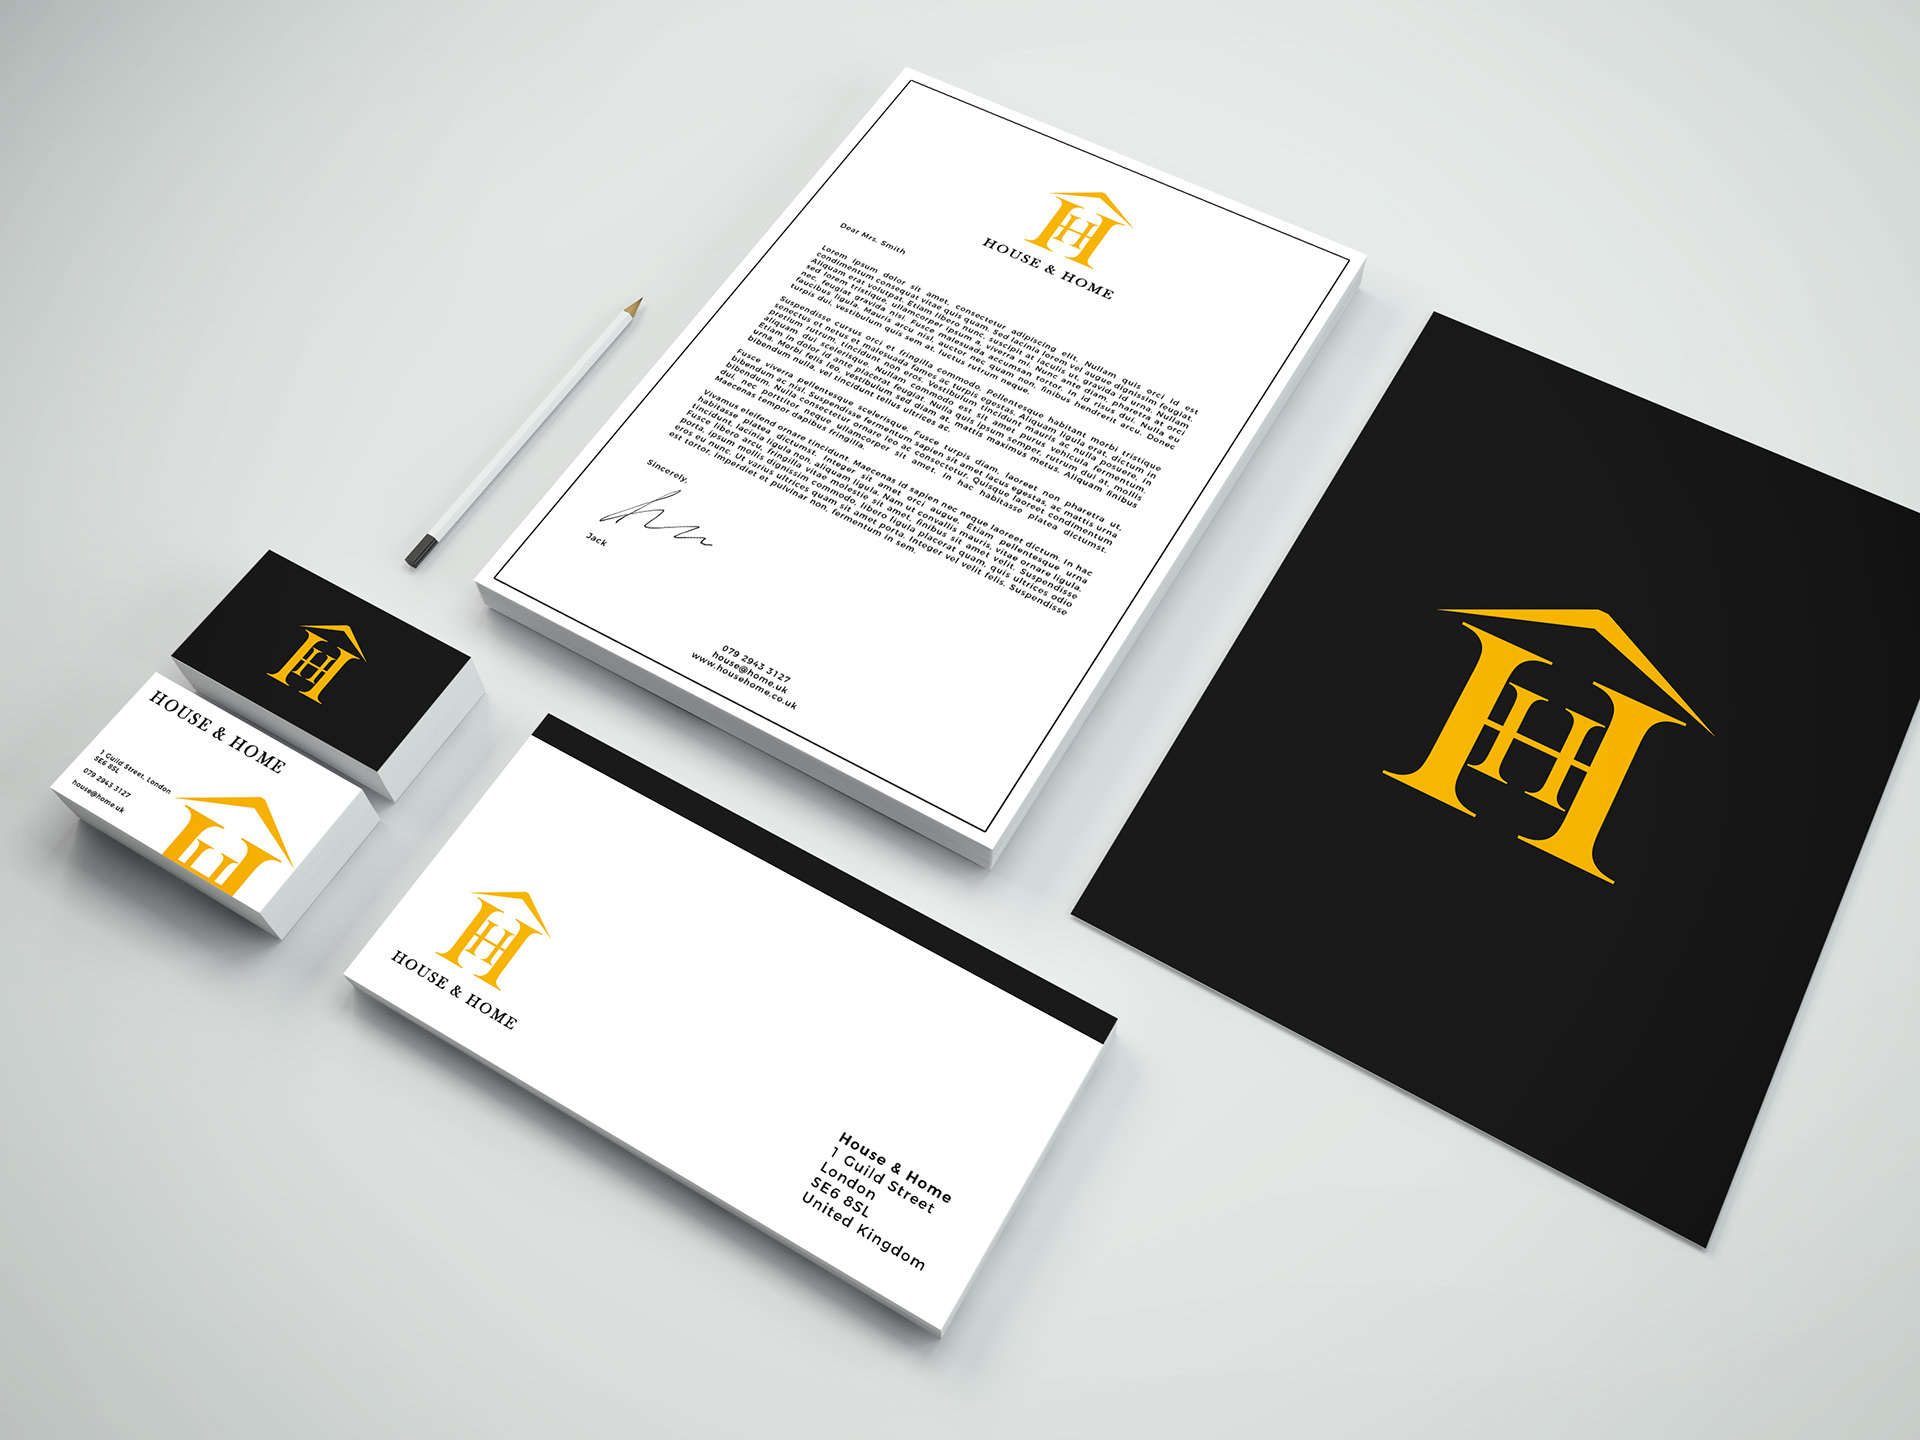 HOUSE & HOME
Dear Mrs. Smith
Lorem ipsum dolor sit amet, consectetur adipiscing elit. Nullam quis orci id est
condimentum consequat vitae quis quam. Sed lacinia lorem vel augue dignissim feugiat.
Aliquam erat volutpat. Etiam libero nunc, suscipit at iaculis ut, gravida id urna. Nullam
sed lorem tristique, ullamcorper ipsum a, viverra mi. Nunc ante diam, pharetra at orci
nec, feugiat gravida nisl. Fusce malesuada accumsan tortor, in id risus dui. Nulla eu
faucibus ligula. Mauris arcu nisl, auctor nec quam non, finibus hendrerit arcu. Donec
turpis dui, vestibulum quis sem at, luctus rutrum neque.
Suspendisse cursus orci et fringilla commodo. Pellentesque habitant morbi tristique
senectus et netus et malesuada fames ac turpis egestas. Aliquam ligula erat, dictum in
pretium rutrum, tincidunt non eros. Vestibulum tincidunt mauris ac nulla posuere, in
aliquam dui scelerisque. Nullam commodo est sit amet purus vehicula fermentum.
Etiam in dolor id ante placerat feugiat. Nulla quis ipsum semper, rutrum dui at, mollis
urna. Morbi felis leo, vestibulum sed diam at, mattis maximus metus. Aliquam finibus
bibendum nulla, vel tincidunt tellus ultrices ac.
Fusce viverra pellentesque scelerisque. Fusce turpis diam, laoreet non pharetra ut,
bibendum ac nisl. Suspendisse fermentum sapien sit amet lacus egestas, ac mattis urna
bibendum. Nulla consectetur ornare leo ac consectetur. Quisque laoreet condimentum
dui, nec porttitor neque ullamcorper sit amet. In hac habitasse platea dictumst.
Maecenas tempor dapibus fringilla.
Vivamus eleifend ornare tincidunt. Maecenas id sapien nec neque laoreet dictum. In hac
habitasse platea dictumst. Integer sit amet orci augue. Etiam pellentesque urna
tincidunt, lacinia ligula non, aliquam ligula. Nam ut convallis mauris, vitae ornare ligula.
Fusce libero arcu, fringilla vitae molestie sit amet, finibus sit amet velit. Suspendisse
porta, ipsum mollis dignissim commodo, libero ligula placerat quam, quis ultrices odio
eros eu nunc. Ut varius ultrices quam sit amet porta. Integer vel velit felis. Suspendisse
est tortor, imperdiet et pulvinar non, fermentum in sem.
Sincerely,
Jack
079 2943 3127
house@home.uk
www.househome.co.uk
HH
HH
HOUSE & HOME
1 Guild Street, London
SE6 8SL
079 2943 3127
house@home.uk
HOUSE & HOME
House & Home
1 Guild Street
London
SE6 8SL
United Kingdom